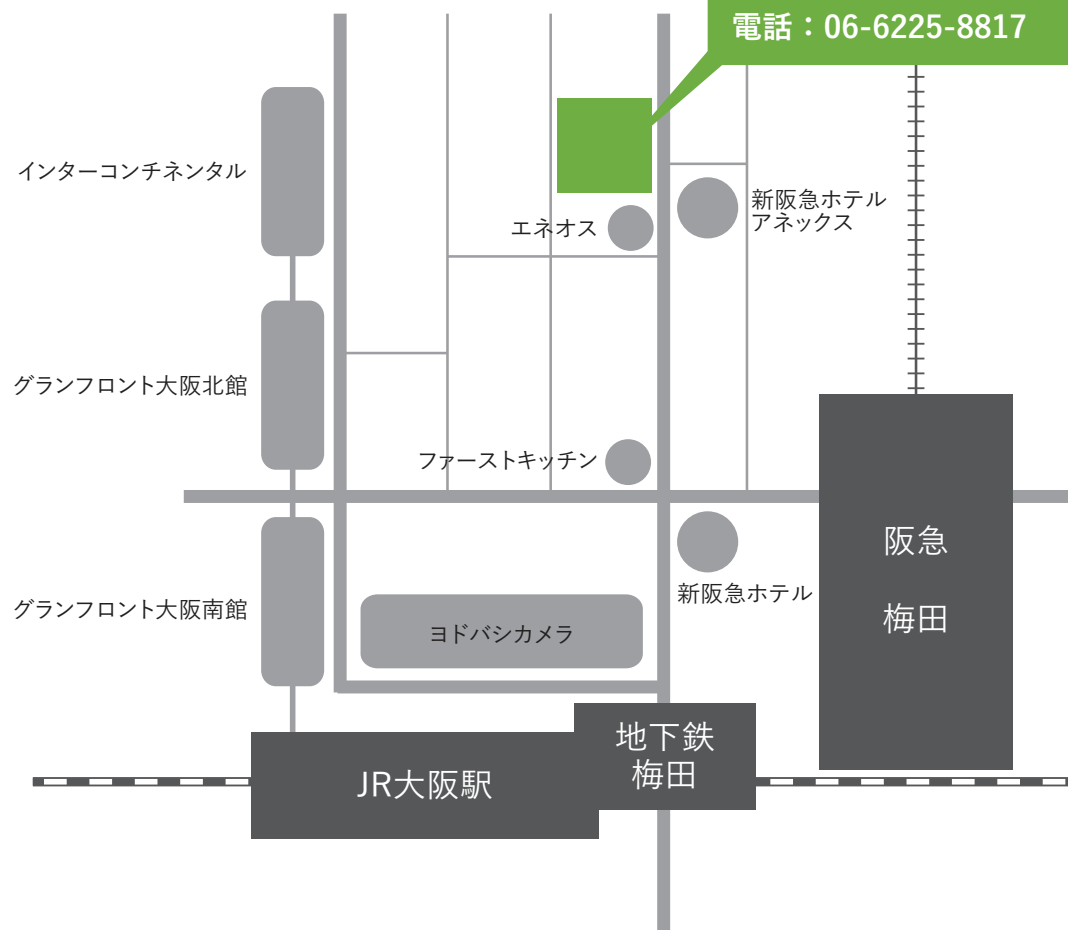 電話：06-6225-8817
インターコンチネンタル
新阪急ホテル
アネックス
エネオス
グランフロント大阪北館
ファーストキッチン
阪急
梅田
新阪急ホテル
グランフロント大阪南館
ヨドバシカメラ
地下鉄
梅田
JR大阪駅